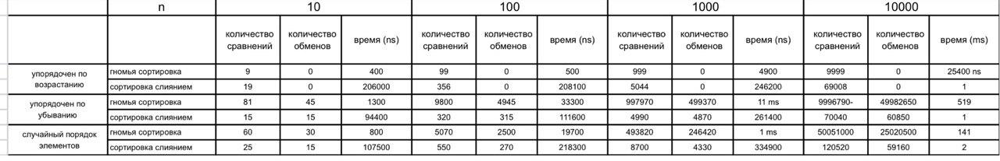 n 10 100 1000 10000
количество сравнений количество обменов время (ns) количество сравнений количество обменов время (ns) количество сравнений количество обменов время (ns) количество сравнений количество обменов время (ms)
упорядочен по возрастанию гномья сортировка 9 0 400 99 0 500 999 0 4900 9999 0 25400 ns
сортировка слиянием 19 0 206000 356 0 208100 5044 0 246200 69008 0 1
упорядочен по убыванию гномья сортировка 81 45 1300 9800 4945 33300 997970 499370 11 ms 9996790- 49982650 519
сортировка слиянием 15 15 94400 320 315 111600 4990 4870 261400 70040 60850 1
случайный порядок элементов гномья сортировка 60 30 800 5070 2500 19700 493820 246420 1 ms 50051000 25020500 141
сортировка слиянием 25 15 107500 550 270 218300 8700 4330 334900 120520 59160 2